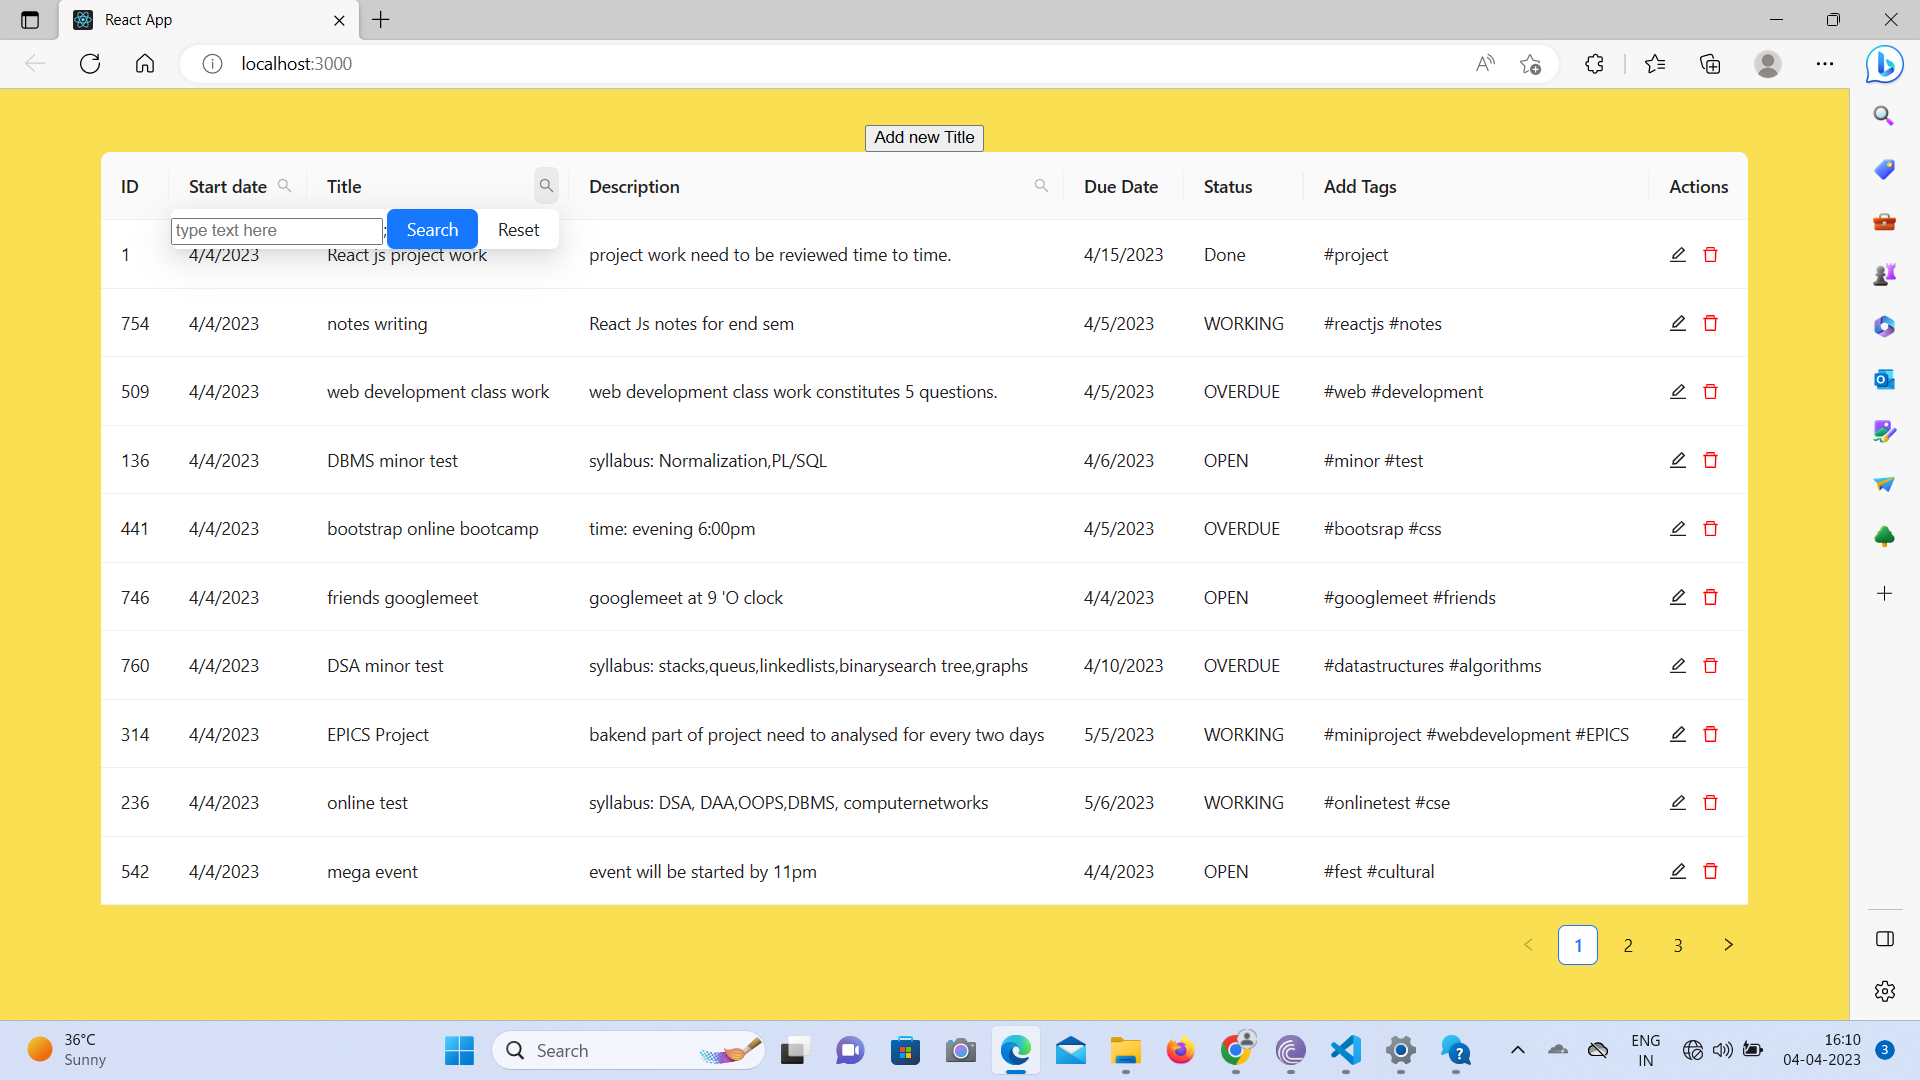 React App
localhost:3000
Add new Title
ID Start date Title Description Due Date Status Add Tags Actions
type text here ; Search Reset
1 4/4/2023 React js project work project work need to be reviewed time to time. 4/15/2023 Done #project
754 4/4/2023 notes writing React Js notes for end sem 4/5/2023 WORKING #reactjs #notes
509 4/4/2023 web development class work web development class work constitutes 5 questions. 4/5/2023 OVERDUE #web #development
136 4/4/2023 DBMS minor test syllabus: Normalization,PL/SQL 4/6/2023 OPEN #minor #test
441 4/4/2023 bootstrap online bootcamp time: evening 6:00pm 4/5/2023 OVERDUE #bootsrap #css
746 4/4/2023 friends googlemeet googlemeet at 9 'O clock 4/4/2023 OPEN #googlemeet #friends
760 4/4/2023 DSA minor test syllabus: stacks,queus,linkedlists,binarysearch tree,graphs 4/10/2023 OVERDUE #datastructures #algorithms
314 4/4/2023 EPICS Project bakend part of project need to analysed for every two days 5/5/2023 WORKING #miniproject #webdevelopment #EPICS
236 4/4/2023 online test syllabus: DSA, DAA,OOPS,DBMS, computernetworks 5/6/2023 WORKING #onlinetest #cse
542 4/4/2023 mega event event will be started by 11pm 4/4/2023 OPEN #fest #cultural
< 1 2 3 >
36°C
Sunny
Search
ENG
IN
16:10
04-04-2023
3